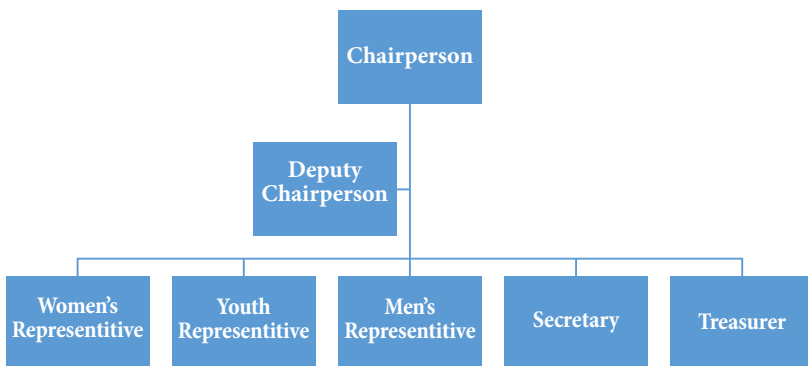 Chairperson
Deputy
Chairperson
Women's
Representitive
Youth
Representitive
Men's
Representitive
Secretary
Treasurer